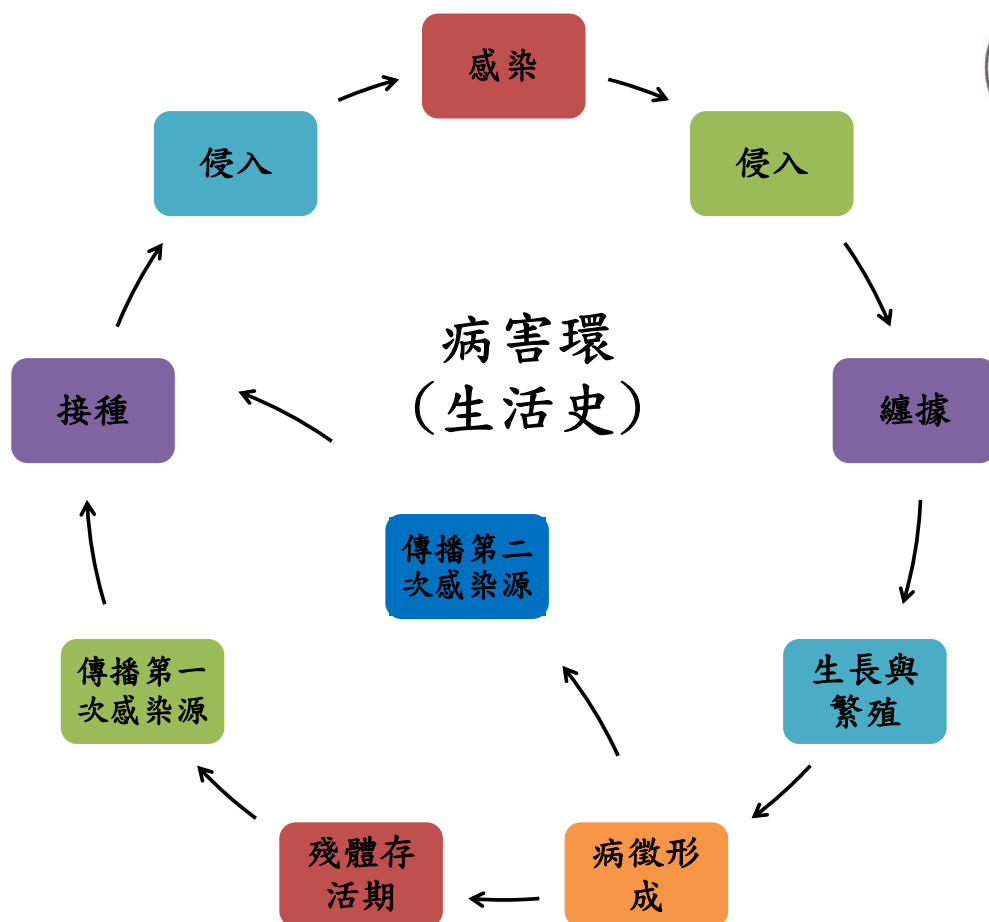 感染
侵入
侵入
病害環
(生活史)
接種
纏據
傳播第二
次感染源
傳播第一
次感染源
生長與
繁殖
殘體存
活期
病徵形
成